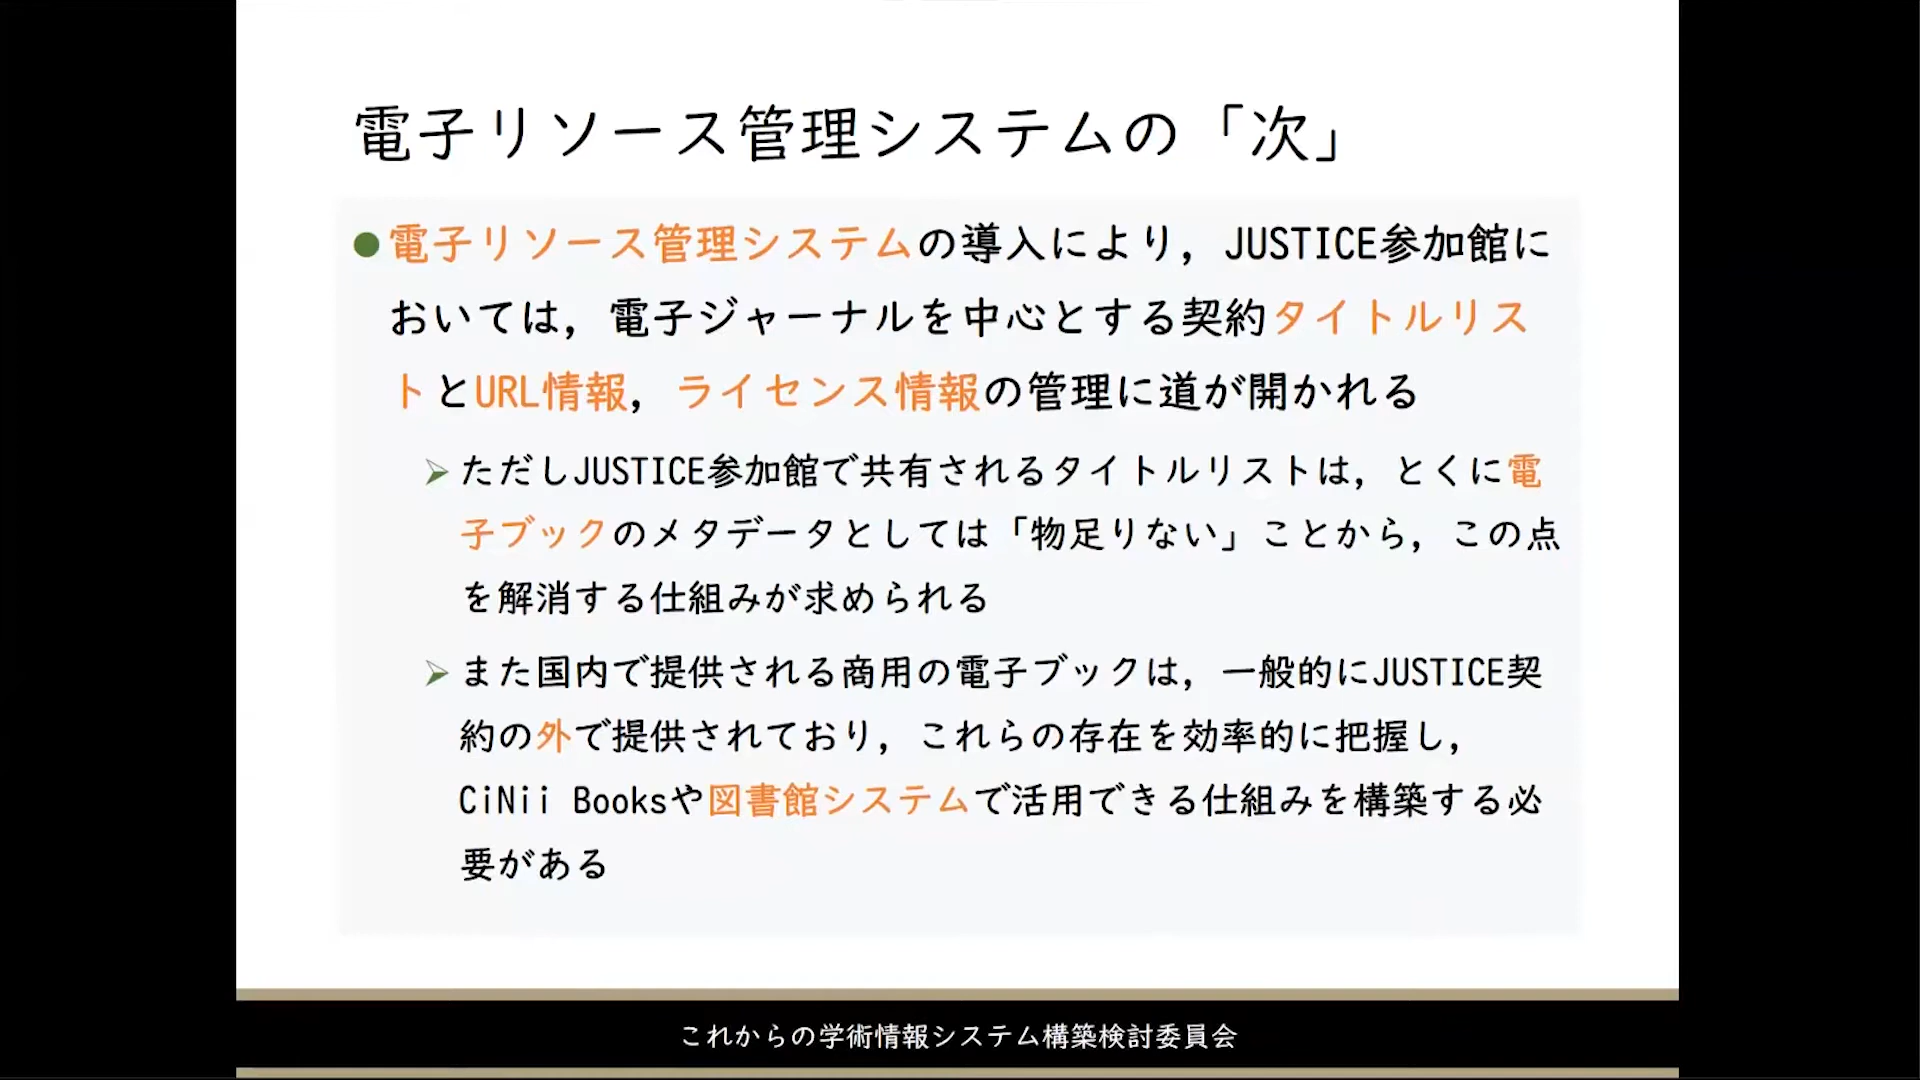 電子リソース管理システムの「次」
●電子リソース管理システムの導入により，JUSTICE参加館に
おいては，電子ジャーナルを中心とする契約タイトルリス
トとURL情報，ライセンス情報の管理に道が開かれる
➢ただしJUSTICE参加館で共有されるタイトルリストは，とくに電
子ブックのメタデータとしては「物足りない」ことから，この点
を解消する仕組みが求められる
➢また国内で提供される商用の電子ブックは，一般的にJUSTICE契
約の外で提供されており，これらの存在を効率的に把握し，
CiNii Booksや図書館システムで活用できる仕組みを構築する必
要がある
これからの学術情報システム構築検討委員会